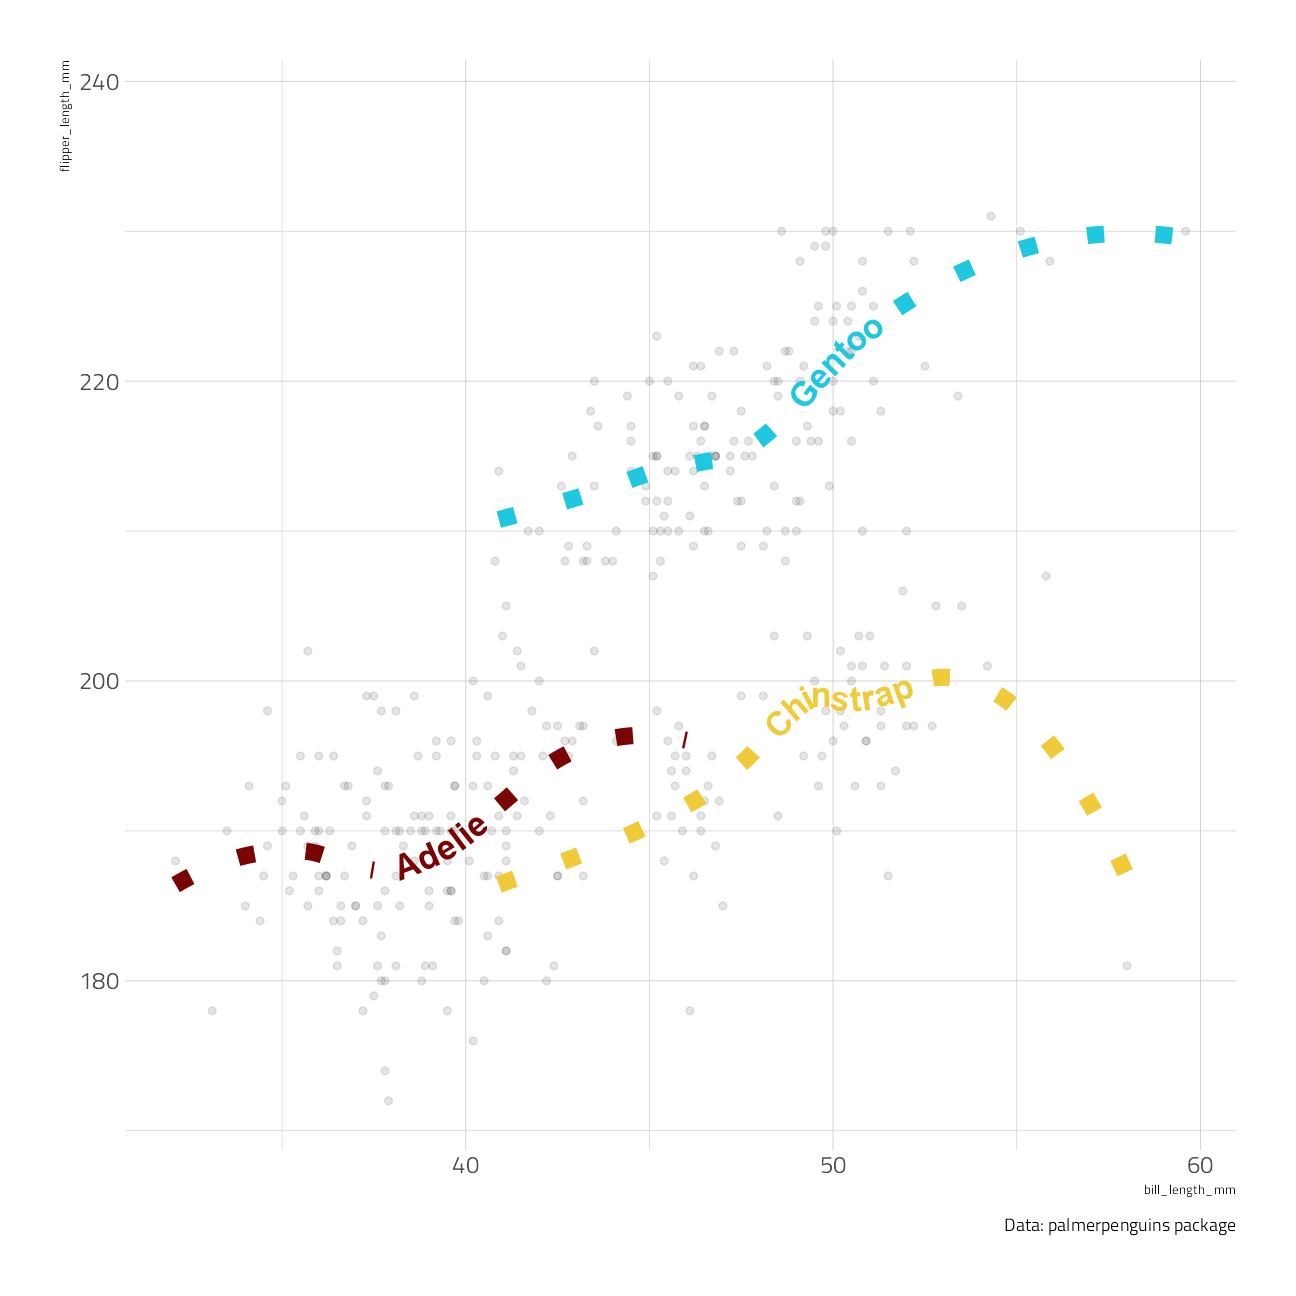 flipper_length_mm
240
220
200
180
Gentoo
Chinstrap
Adelie
40 50 60
bill_length_mm
Data: palmerpenguins package